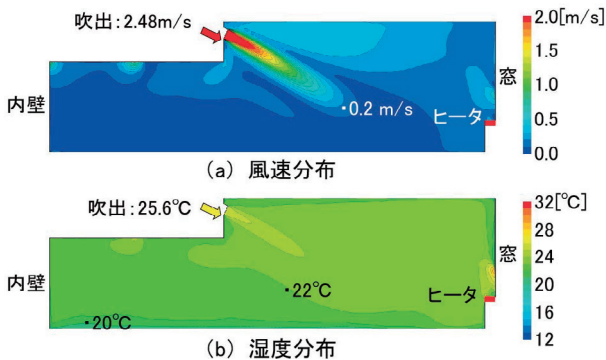 吹出:2.48m/s
2.0[m/s]
1.5
1.0
0.5
0.0
内壁
窓
ヒータ
0.2 m/s
(a) 風速分布
吹出:25.6℃
32[℃]
28
24
20
16
12
内壁
窓
ヒータ
22℃
20℃
(b) 湿度分布